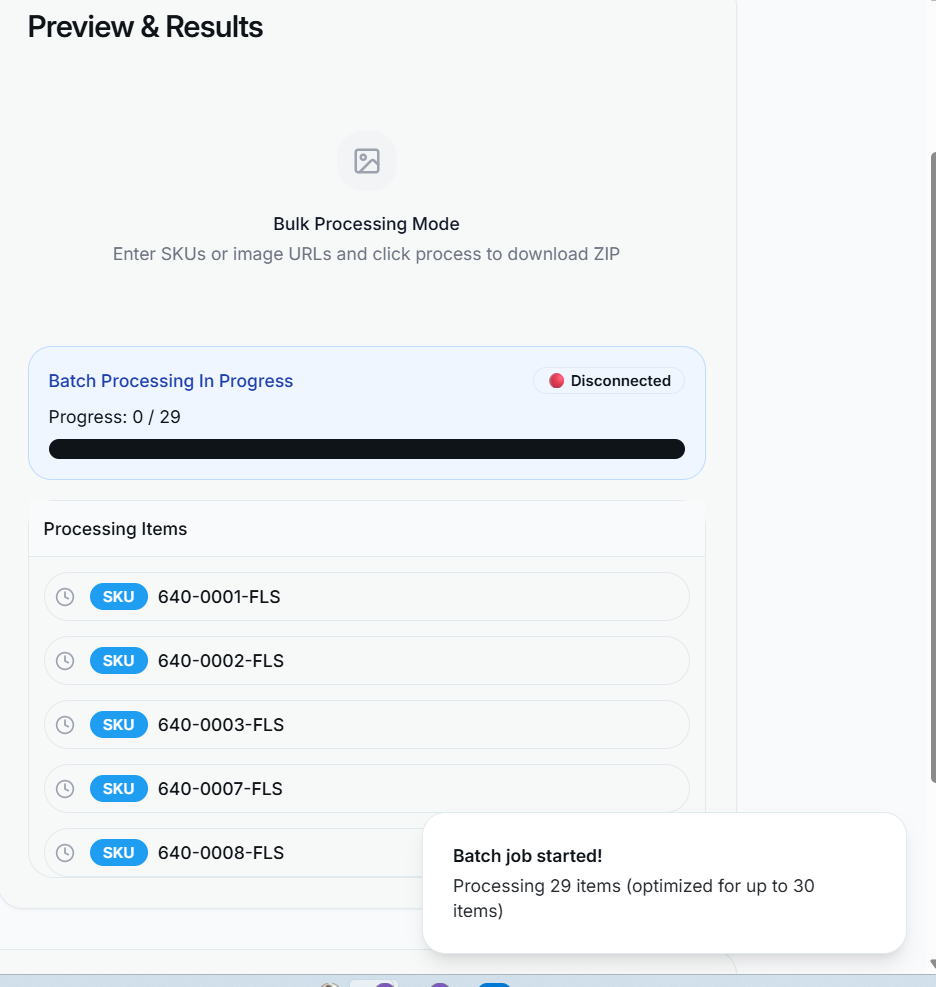 Preview & Results
Bulk Processing Mode
Enter SKUs or image URLs and click process to download ZIP
Batch Processing In Progress
Disconnected
Progress: 0 / 29
Processing Items
SKU 640-0001-FLS
SKU 640-0002-FLS
SKU 640-0003-FLS
SKU 640-0007-FLS
SKU 640-0008-FLS
Batch job started!
Processing 29 items (optimized for up to 30
items)